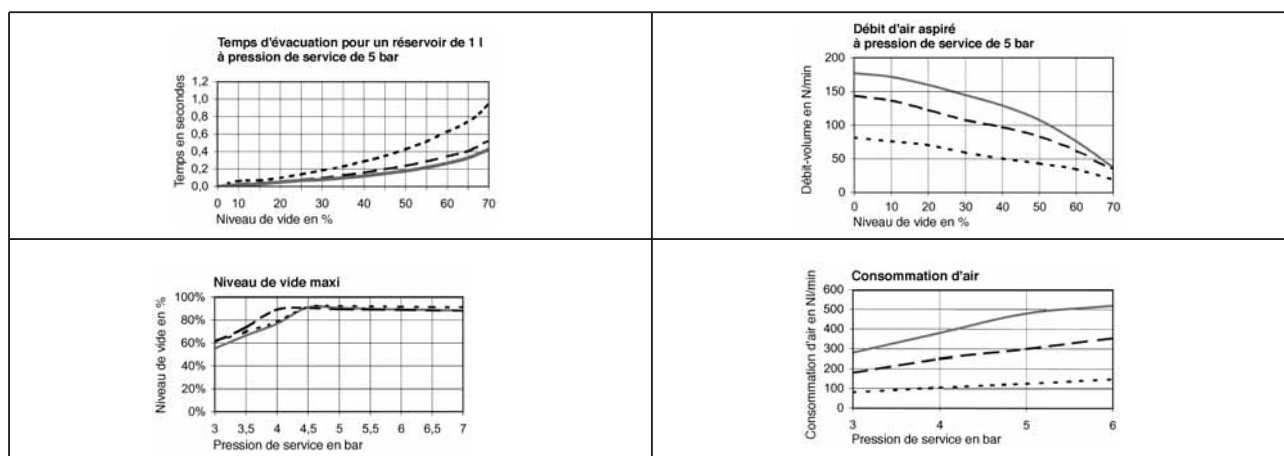 Temps d'évacuation pour un réservoir de 1 l
à pression de service de 5 bar
Temps en secondes
1,2
1,0
0,8
0,6
0,4
0,2
0,0
0 10 20 30 40 50 60 70
Niveau de vide en %
Débit d'air aspiré
à pression de service de 5 bar
Débit-volume en N/min
200
150
100
50
0
0 10 20 30 40 50 60 70
Niveau de vide en %
Niveau de vide maxi
Niveau de vide en %
100%
80%
60%
40%
20%
0%
3 3,5 4 4,5 5 5,5 6 6,5 7
Pression de service en bar
Consommation d'air
Consommation d'air en Nl/min
600
500
400
300
200
100
0
3 4 5 6
Pression de service en bar